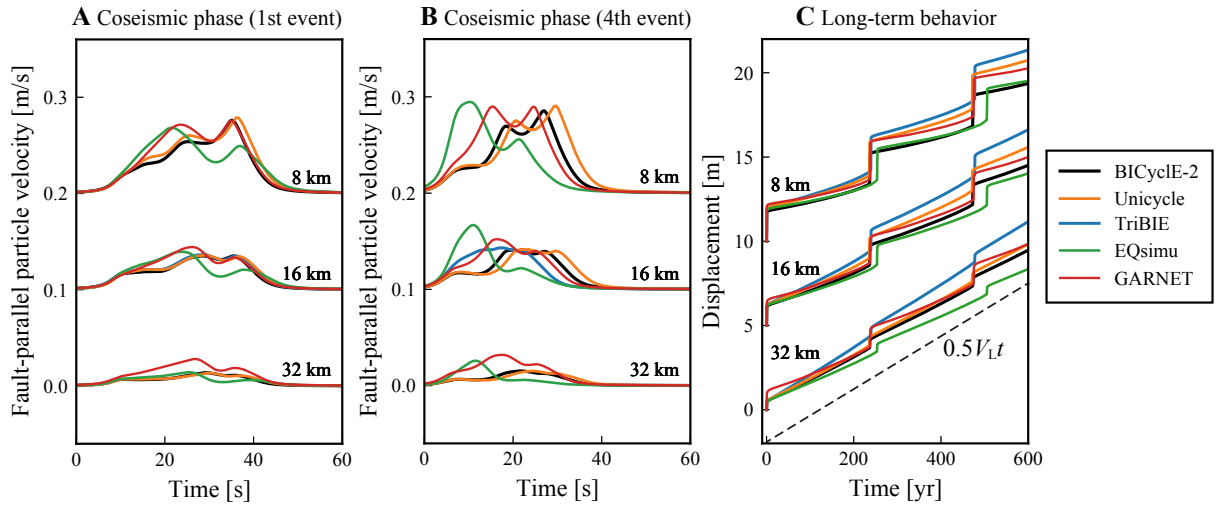 A Coseismic phase (1st event)
Fault-parallel particle velocity [m/s]
0.3
0.2
0.1
0.0
8 km
16 km
32 km
0 20 40 60
Time [s]
B Coseismic phase (4th event)
Fault-parallel particle velocity [m/s]
0.3
0.2
0.1
0.0
8 km
16 km
32 km
0 20 40 60
Time [s]
C Long-term behavior
Displacement [m]
20
15
10
5
0
8 km
16 km
32 km
0.5V_L t
0 200 400 600
Time [yr]
BICyclE-2
Unicycle
TriBIE
EQsimu
GARNET